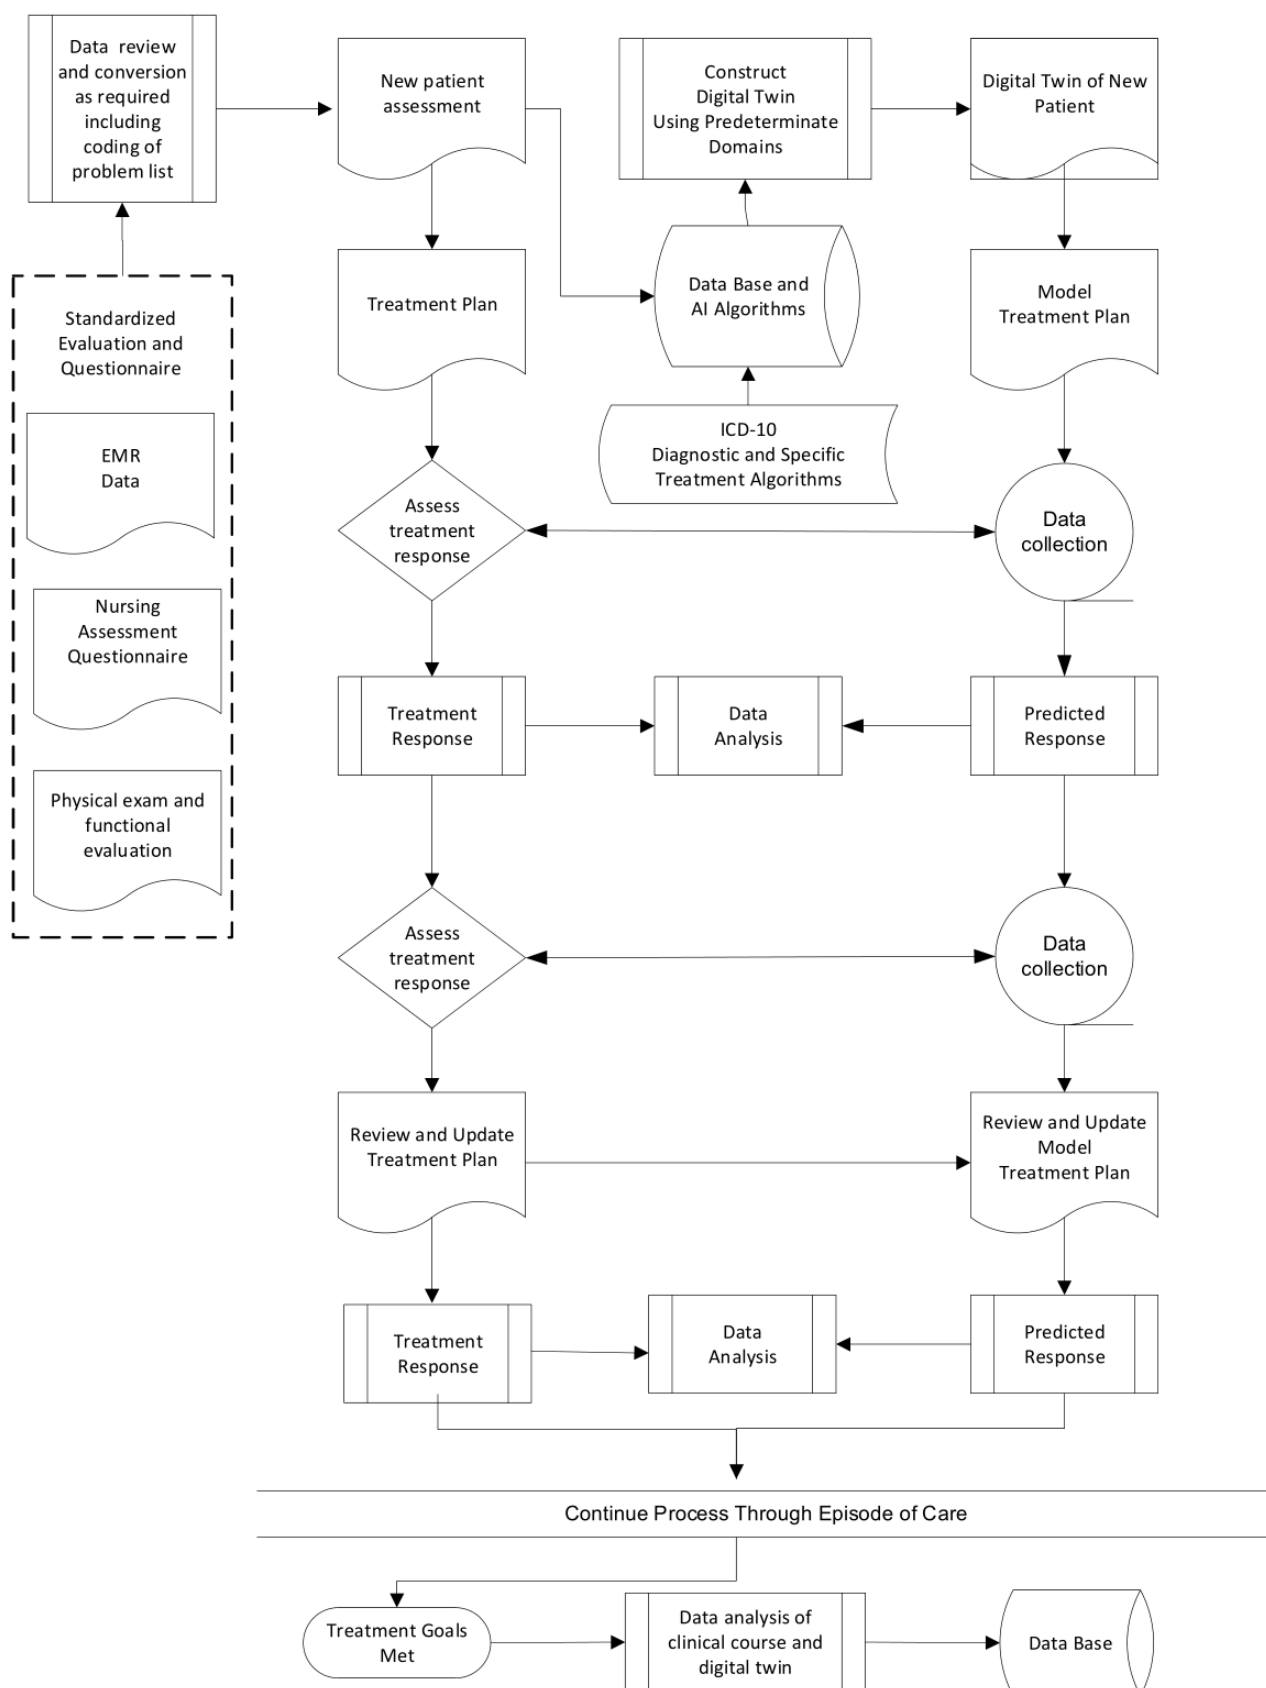 Data review
and conversion
as required
including
coding of
problem list
New patient
assessment
Construct
Digital Twin
Using Predeterminate
Domains
Digital Twin of New
Patient
Standardized
Evaluation and
Questionnaire
Treatment Plan
Data Base and
AI Algorithms
Model
Treatment Plan
EMR
Data
ICD-10
Diagnostic and Specific
Treatment Algorithms
Assess
treatment
response
Data
collection
Nursing
Assessment
Questionnaire
Treatment
Response
Data
Analysis
Predicted
Response
Physical exam and
functional
evaluation
Assess
treatment
response
Data
collection
Review and Update
Treatment Plan
Review and Update
Model
Treatment Plan
Treatment
Response
Data
Analysis
Predicted
Response
Continue Process Through Episode of Care
Treatment Goals
Met
Data analysis of
clinical course and
digital twin
Data Base